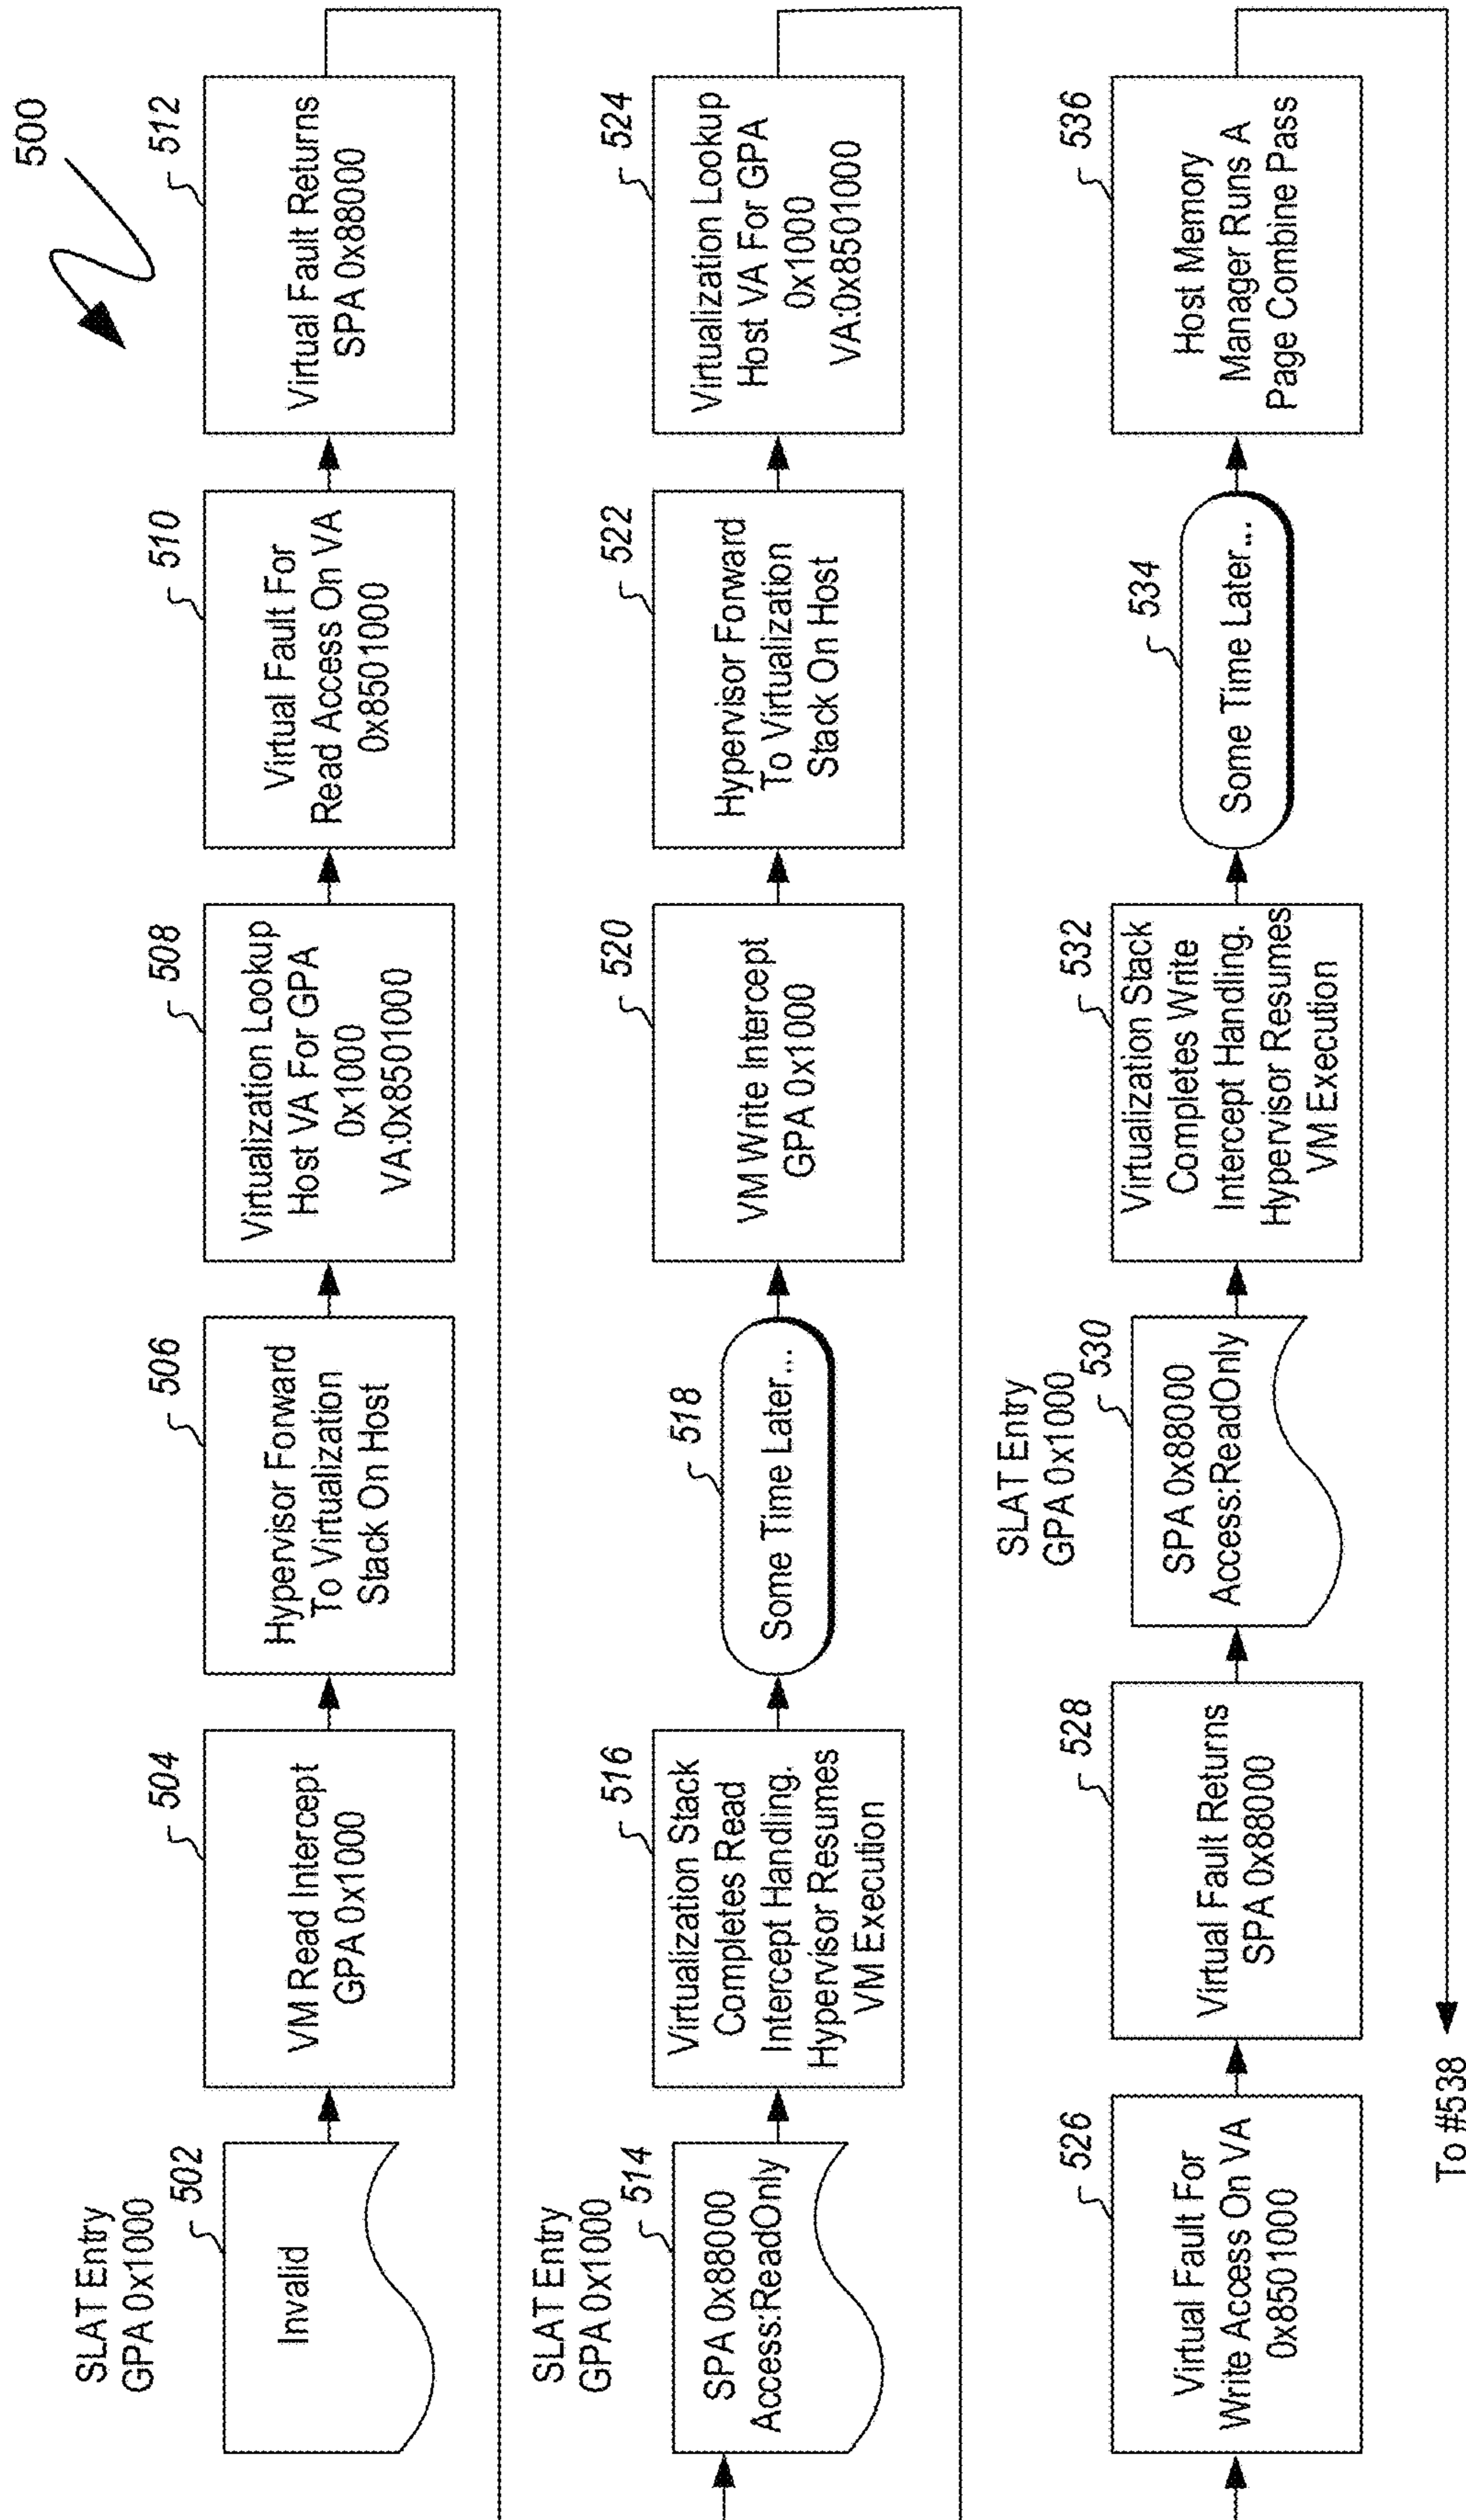 500
SLAT Entry
GPA 0x1000
502
Invalid
504
VM Read Intercept
GPA 0x1000
506
Hypervisor Forward
To Virtualization
Stack On Host
508
Virtualization Lookup
Host VA For GPA
0x1000
VA:0x8501000
510
Virtual Fault For
Read Access On VA
0x8501000
512
Virtual Fault Returns
SPA 0x88000
SLAT Entry
GPA 0x1000
514
SPA 0x88000
Access:ReadOnly
516
Virtualization Stack
Completes Read
Intercept Handling.
Hypervisor Resumes
VM Execution
518
Some Time Later...
520
VM Write Intercept
GPA 0x1000
522
Hypervisor Forward
To Virtualization
Stack On Host
524
Virtualization Lookup
Host VA For GPA
0x1000
VA:0x8501000
526
Virtual Fault For
Write Access On VA
0x8501000
528
Virtual Fault Returns
SPA 0x88000
SLAT Entry
GPA 0x1000
530
SPA 0x88000
Access:ReadOnly
532
Virtualization Stack
Completes Write
Intercept Handling.
Hypervisor Resumes
VM Execution
534
Some Time Later...
536
Host Memory
Manager Runs A
Page Combine Pass
To #538